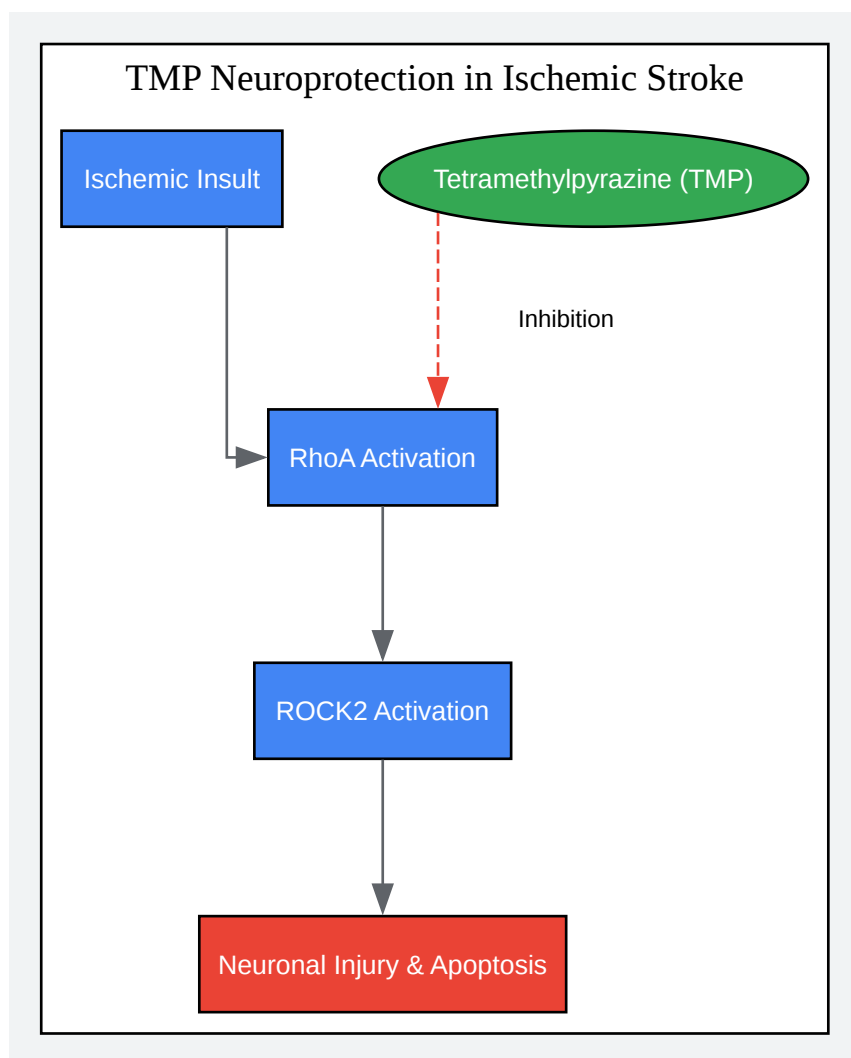 TMP Neuroprotection in Ischemic Stroke
Ischemic Insult
Tetramethylpyrazine (TMP)
Inhibition
RhoA Activation
ROCK2 Activation
Neuronal Injury & Apoptosis